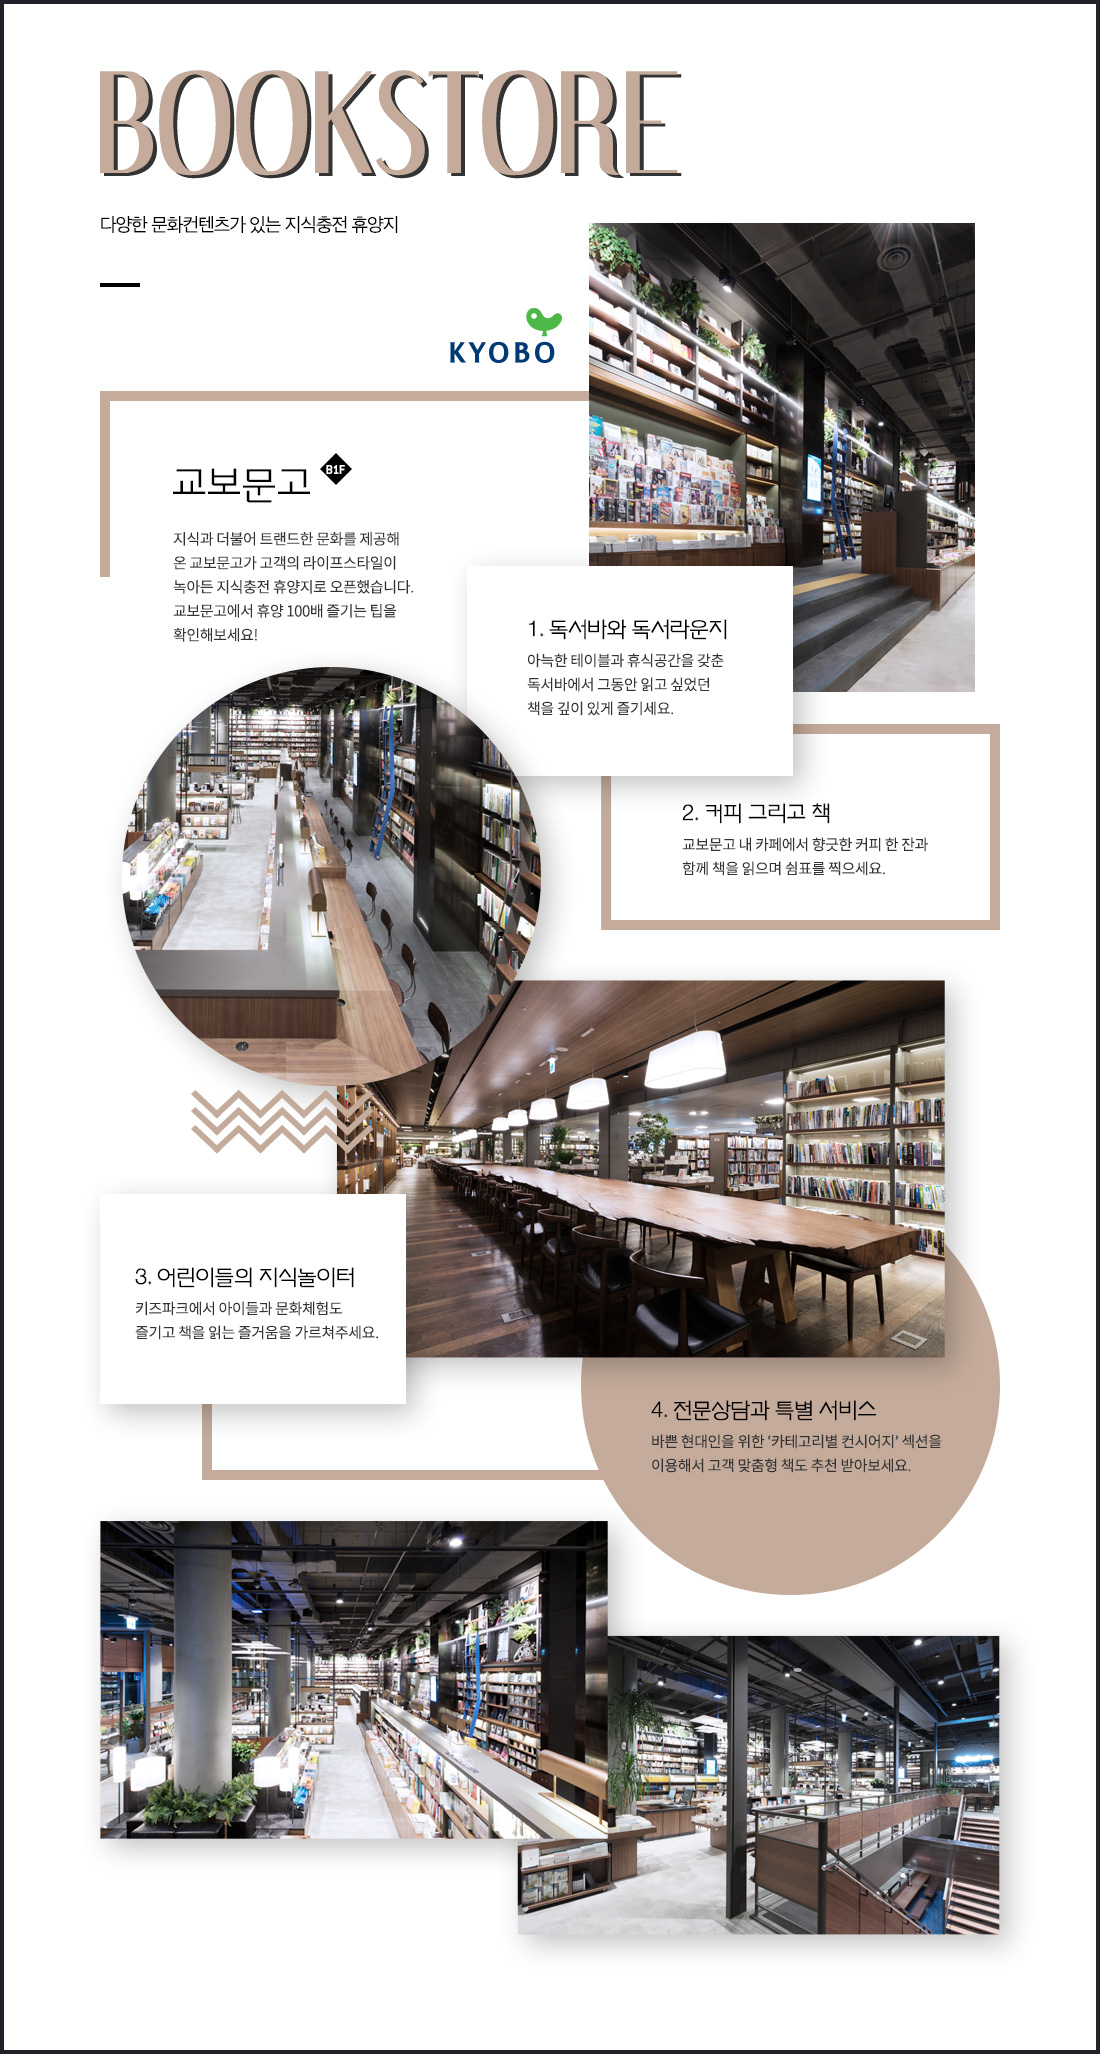 BOOKSTORE
다양한 문화컨텐츠가 있는 지식충전 휴양지
KYOBO
교보문고 B1F
지식과 더불어 트랜드한 문화를 제공해
온 교보문고가 고객의 라이프스타일이
녹아든 지식충전 휴양지로 오픈했습니다.
교보문고에서 휴양 100배 즐기는 팁을
확인해보세요!
1. 독서바와 독서라운지
아늑한 테이블과 휴식공간을 갖춘
독서바에서 그동안 읽고 싶었던
책을 깊이 있게 즐기세요.
2. 커피 그리고 책
교보문고 내 카페에서 향긋한 커피 한 잔과
함께 책을 읽으며 쉼표를 찍으세요.
3. 어린이들의 지식놀이터
키즈파크에서 아이들과 문화체험도
즐기고 책을 읽는 즐거움을 가르쳐주세요.
4. 전문상담과 특별 서비스
바쁜 현대인을 위한 ‘카테고리별 컨시어지’ 섹션을
이용해서 고객 맞춤형 책도 추천 받아보세요.